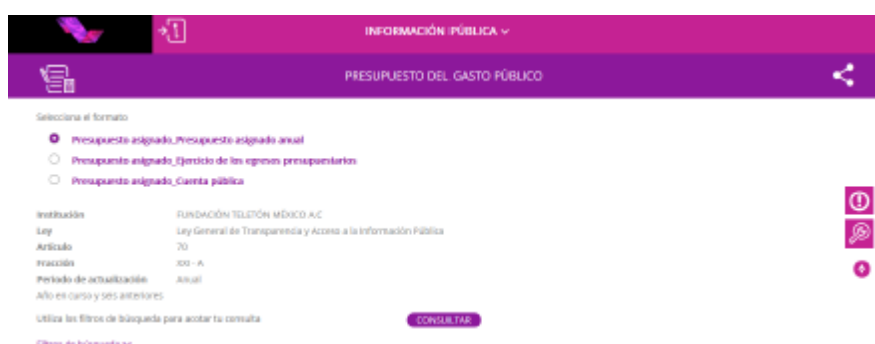 INFORMACIÓN PÚBLICA
PRESUPUESTO DEL GASTO PÚBLICO
Selecciona el formato
Presupuesto asignado_Presupuesto asignado anual
Presupuesto asignado_Ejercicio de los egresos presupuestarios
Presupuesto asignado_Cuenta pública
Institución FUNDACIÓN TELETÓN MÉXICO A.C
Ley Ley General de Transparencia y Acceso a la Información Pública
Artículo 70
Fracción XXI - A
Periodo de actualización Anual
Año en curso y seis anteriores
Utiliza los filtros de búsqueda para acotar tu consulta CONSULTAR
Filtros de búsqueda